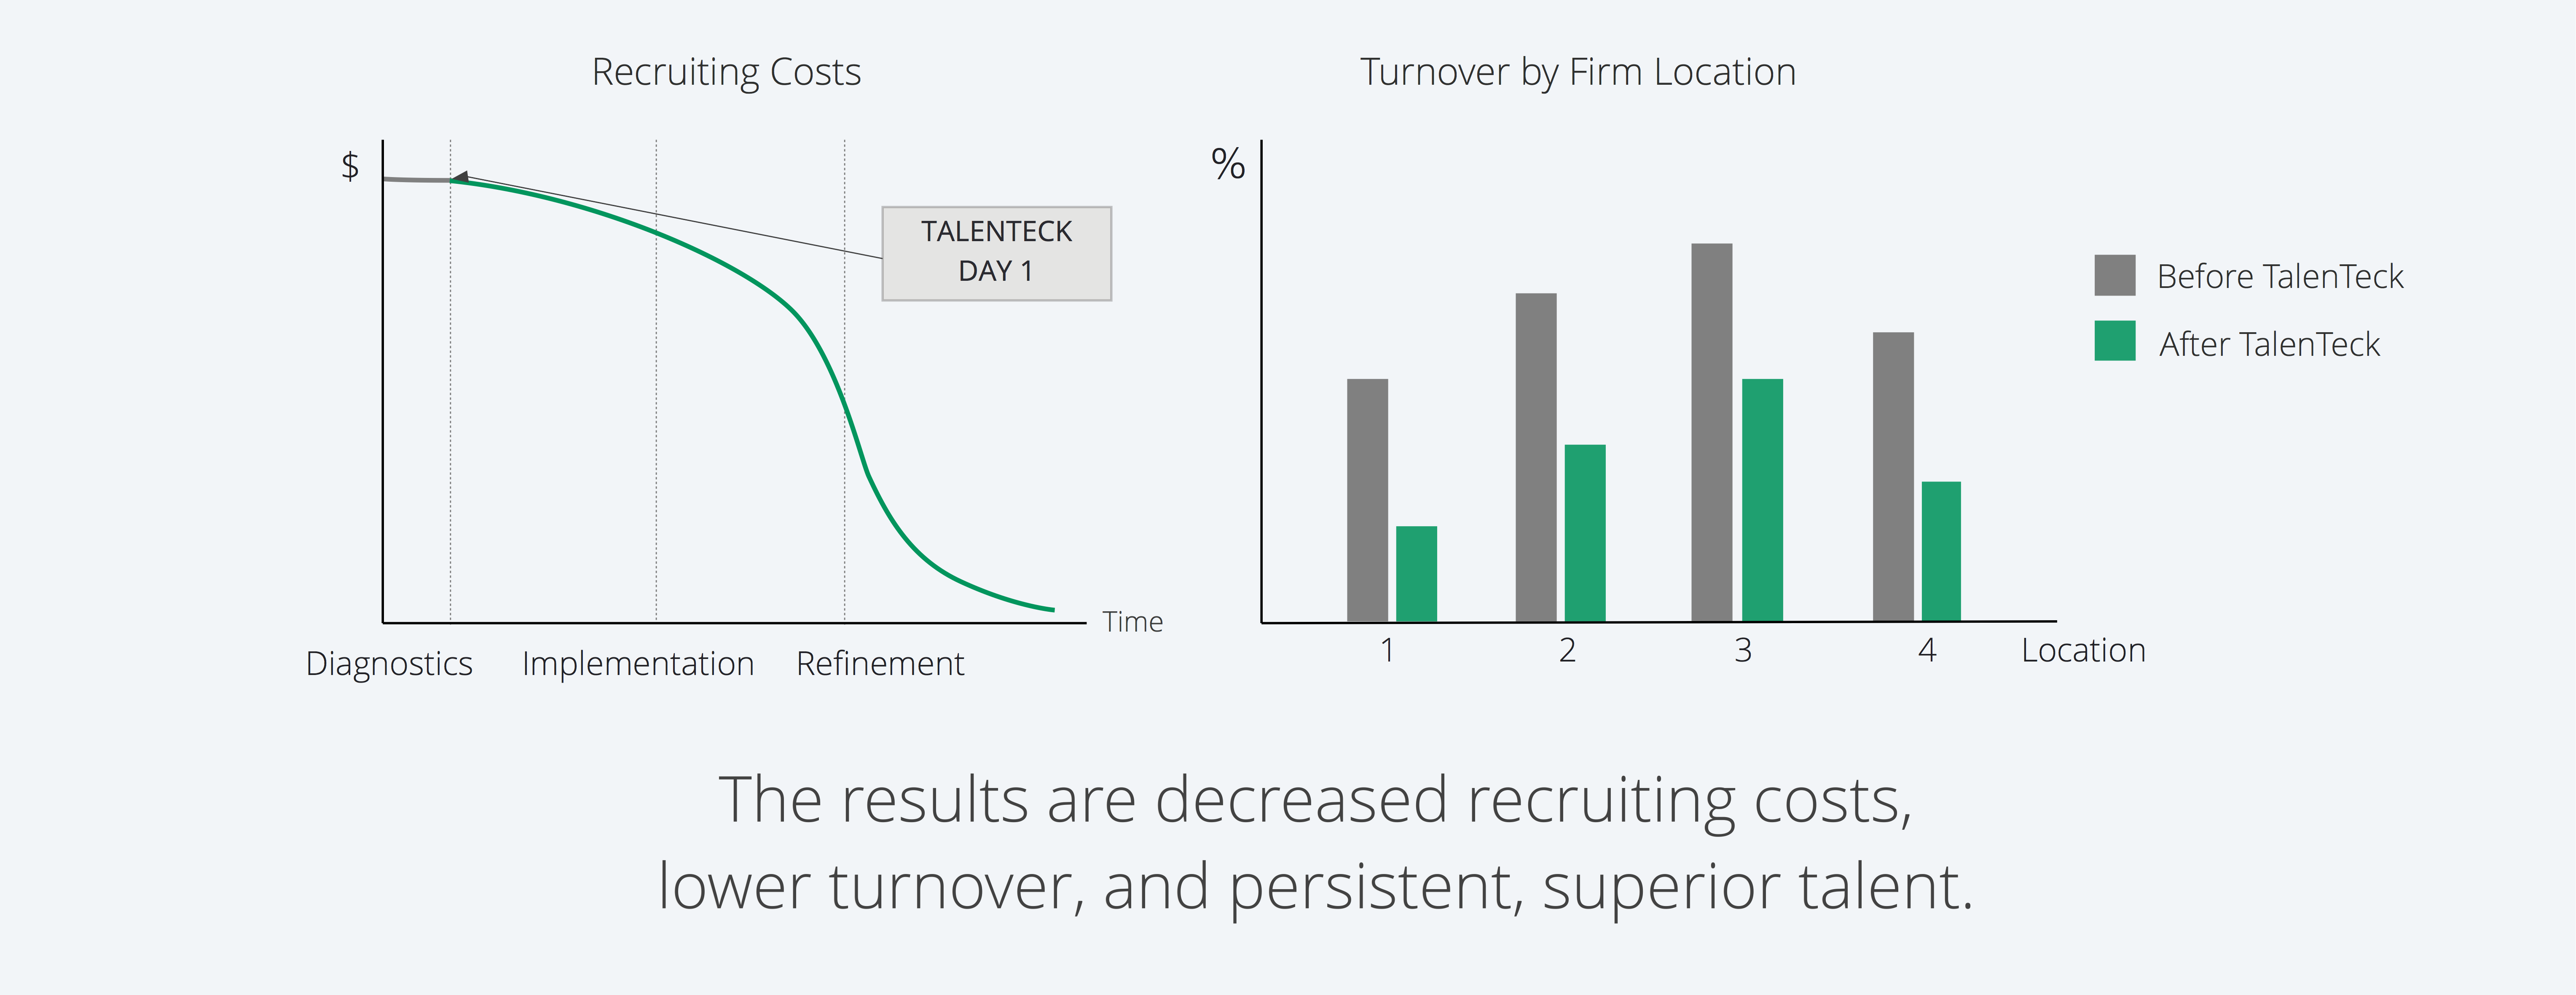 Recruiting Costs
$
TALENTECK
DAY 1
Time
Diagnostics
Implementation
Refinement
Turnover by Firm Location
%
Before TalenTeck
After TalenTeck
1
2
3
4
Location
The results are decreased recruiting costs,
lower turnover, and persistent, superior talent.